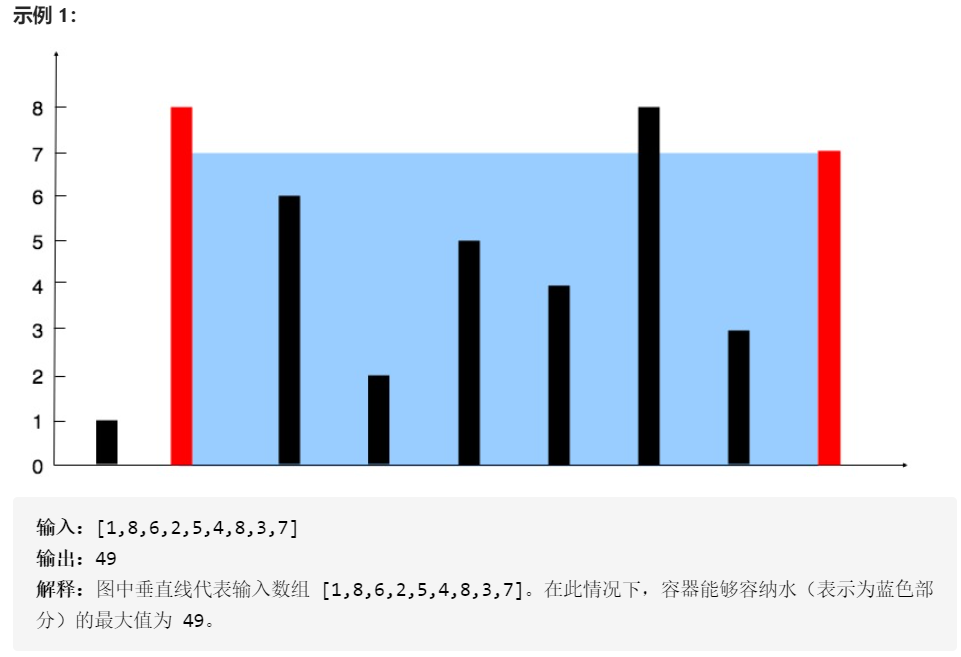 示例 1：
8
7
6
5
4
3
2
1
0
输入：[1,8,6,2,5,4,8,3,7]
输出：49
解释：图中垂直线代表输入数组 [1,8,6,2,5,4,8,3,7]。在此情况下，容器能够容纳水（表示为蓝色部
分）的最大值为 49。